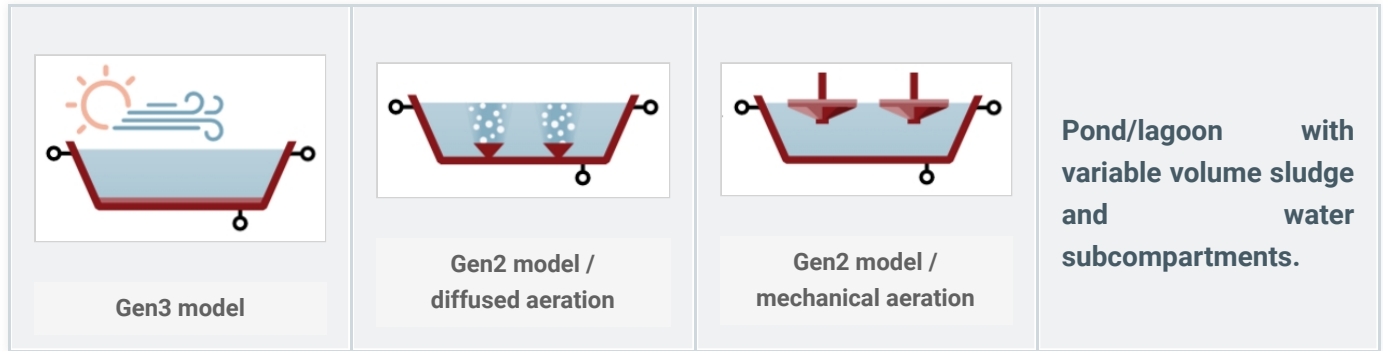 Gen3 model
Gen2 model /
diffused aeration
Gen2 model /
mechanical aeration
Pond/lagoon with
variable volume sludge
and water
subcompartments.